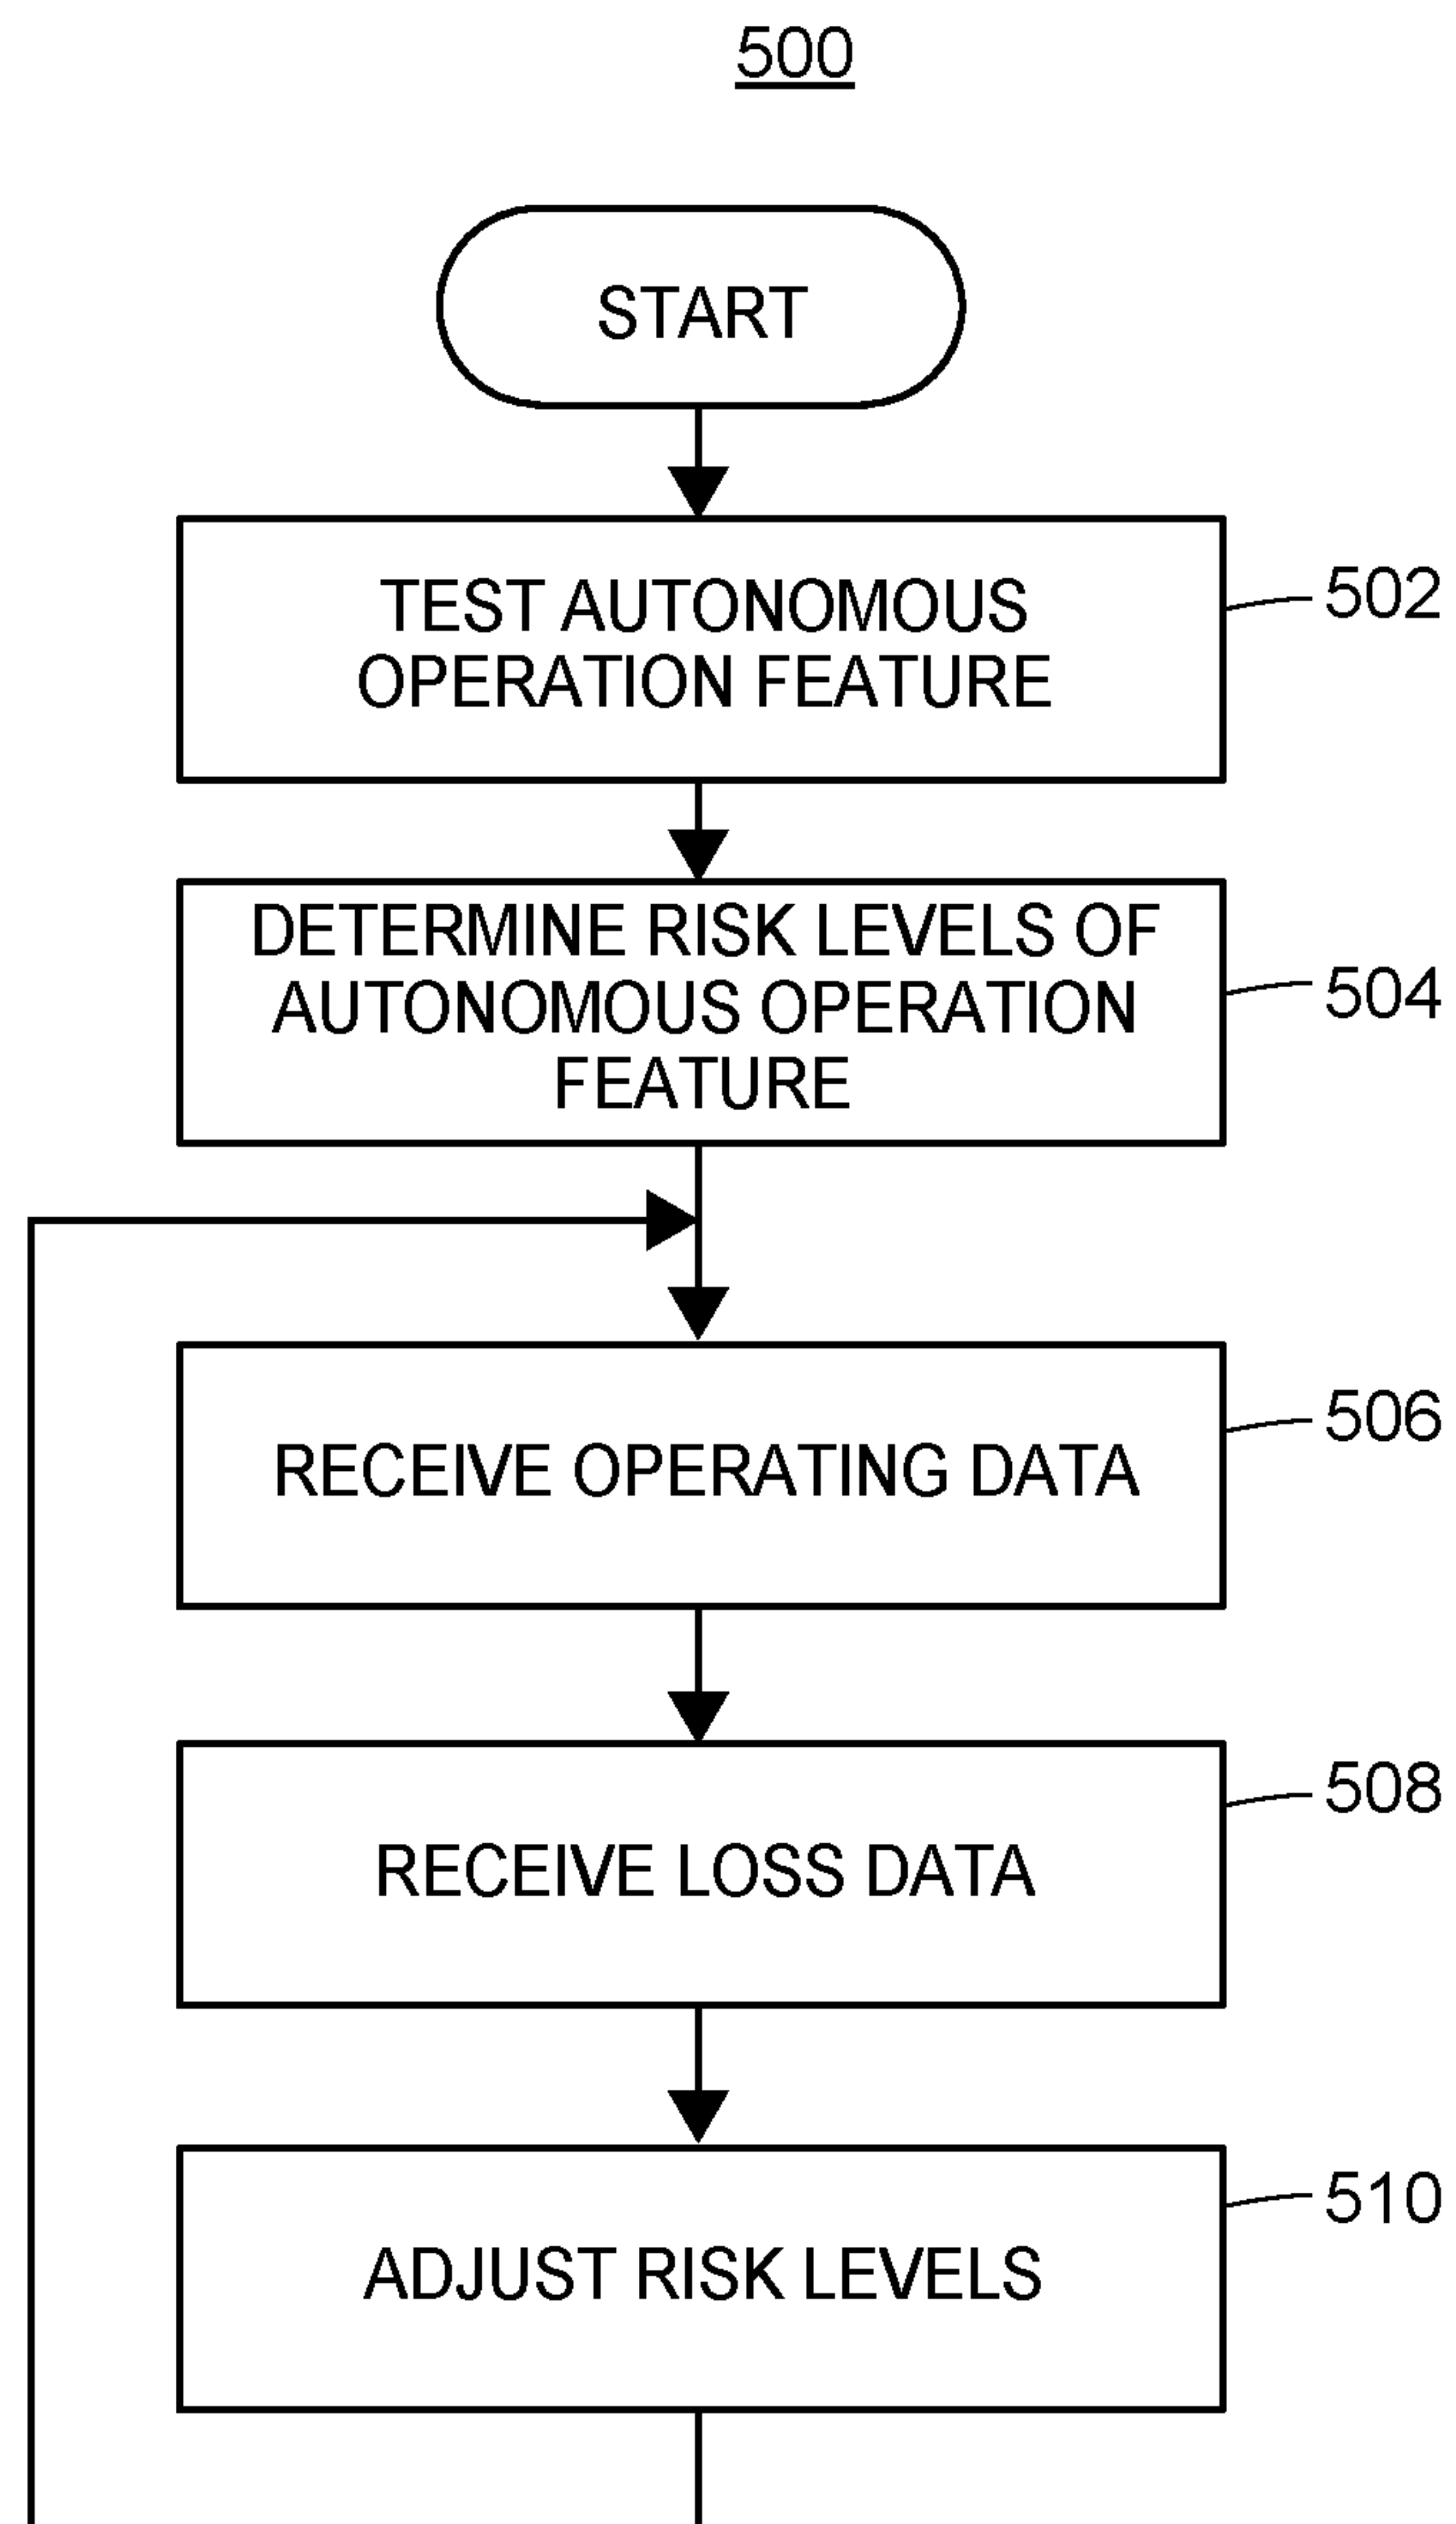 500
START
TEST AUTONOMOUS
OPERATION FEATURE
502
DETERMINE RISK LEVELS OF
AUTONOMOUS OPERATION
FEATURE
504
RECEIVE OPERATING DATA
506
RECEIVE LOSS DATA
508
ADJUST RISK LEVELS
510